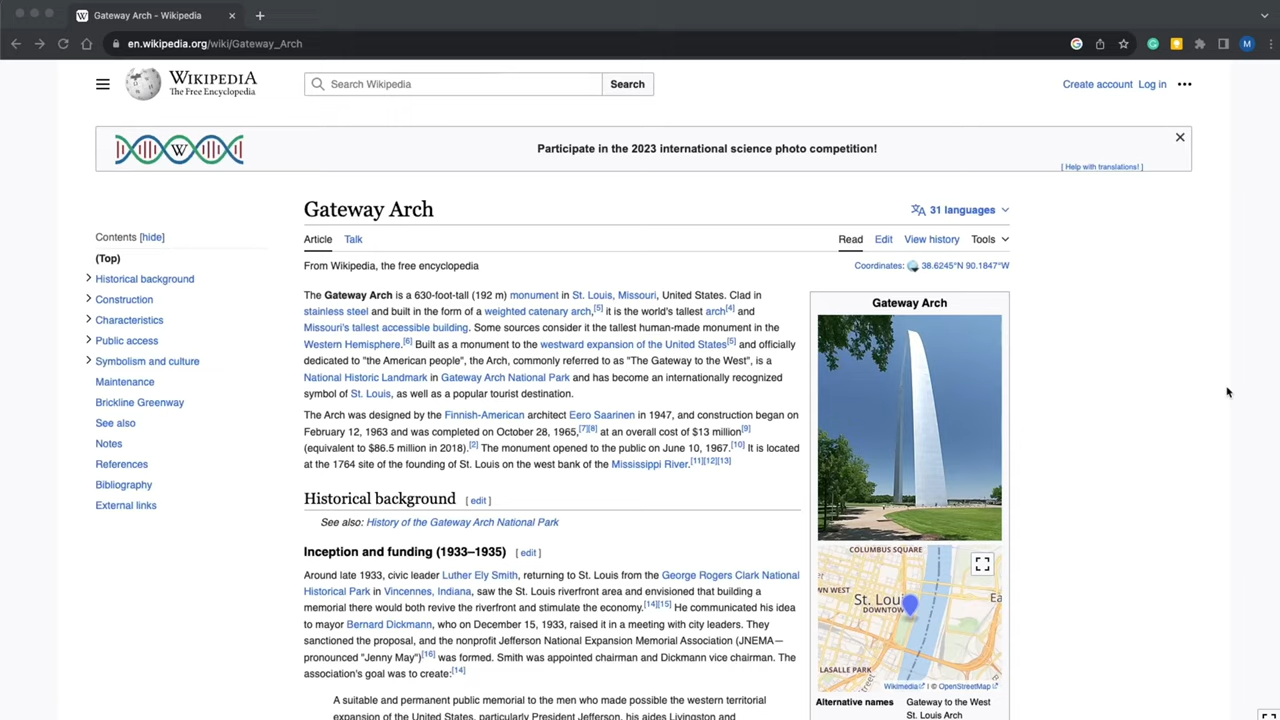 Gateway Arch - Wikipedia
en.wikipedia.org/wiki/Gateway_Arch
M
WIKIPEDIA
The Free Encyclopedia
Search Wikipedia
Search
Create account Log in
W
Participate in the 2023 international science photo competition!
[ Help with translations! ]
Gateway Arch
31 languages
Contents [hide]
(Top)
Historical background
Construction
Characteristics
Public access
Symbolism and culture
Maintenance
Brickline Greenway
See also
Notes
References
Bibliography
External links
Article Talk
Read Edit View history Tools
From Wikipedia, the free encyclopedia
Coordinates: 38.6245°N 90.1847°W
The Gateway Arch is a 630-foot-tall (192 m) monument in St. Louis, Missouri, United States. Clad in
stainless steel and built in the form of a weighted catenary arch,[5] it is the world's tallest arch[4] and
Missouri's tallest accessible building. Some sources consider it the tallest human-made monument in the
Western Hemisphere.[6] Built as a monument to the westward expansion of the United States[5] and officially
dedicated to "the American people", the Arch, commonly referred to as "The Gateway to the West", is a
National Historic Landmark in Gateway Arch National Park and has become an internationally recognized
symbol of St. Louis, as well as a popular tourist destination.
The Arch was designed by the Finnish-American architect Eero Saarinen in 1947, and construction began on
February 12, 1963 and was completed on October 28, 1965,[7][8] at an overall cost of $13 million[9]
(equivalent to $86.5 million in 2018).[2] The monument opened to the public on June 10, 1967.[10] It is located
at the 1764 site of the founding of St. Louis on the west bank of the Mississippi River.[11][12][13]
Historical background [ edit ]
See also: History of the Gateway Arch National Park
Inception and funding (1933–1935) [ edit ]
Around late 1933, civic leader Luther Ely Smith, returning to St. Louis from the George Rogers Clark National
Historical Park in Vincennes, Indiana, saw the St. Louis riverfront area and envisioned that building a
memorial there would both revive the riverfront and stimulate the economy.[14][15] He communicated his idea
to mayor Bernard Dickmann, who on December 15, 1933, raised it in a meeting with city leaders. They
sanctioned the proposal, and the nonprofit Jefferson National Expansion Memorial Association (JNEMA—
pronounced "Jenny May")[16] was formed. Smith was appointed chairman and Dickmann vice chairman. The
association's goal was to create:[14]
A suitable and permanent public memorial to the men who made possible the western territorial
expansion of the United States, particularly President Jefferson, his aides Livingston and
Gateway Arch
COLUMBUS SQUARE
WN WEST
St. Loui
DOWNTOW
Ea
LASALLE PARK
Wikimedia | © OpenStreetMap
Alternative names Gateway to the West
St. Louis Arch